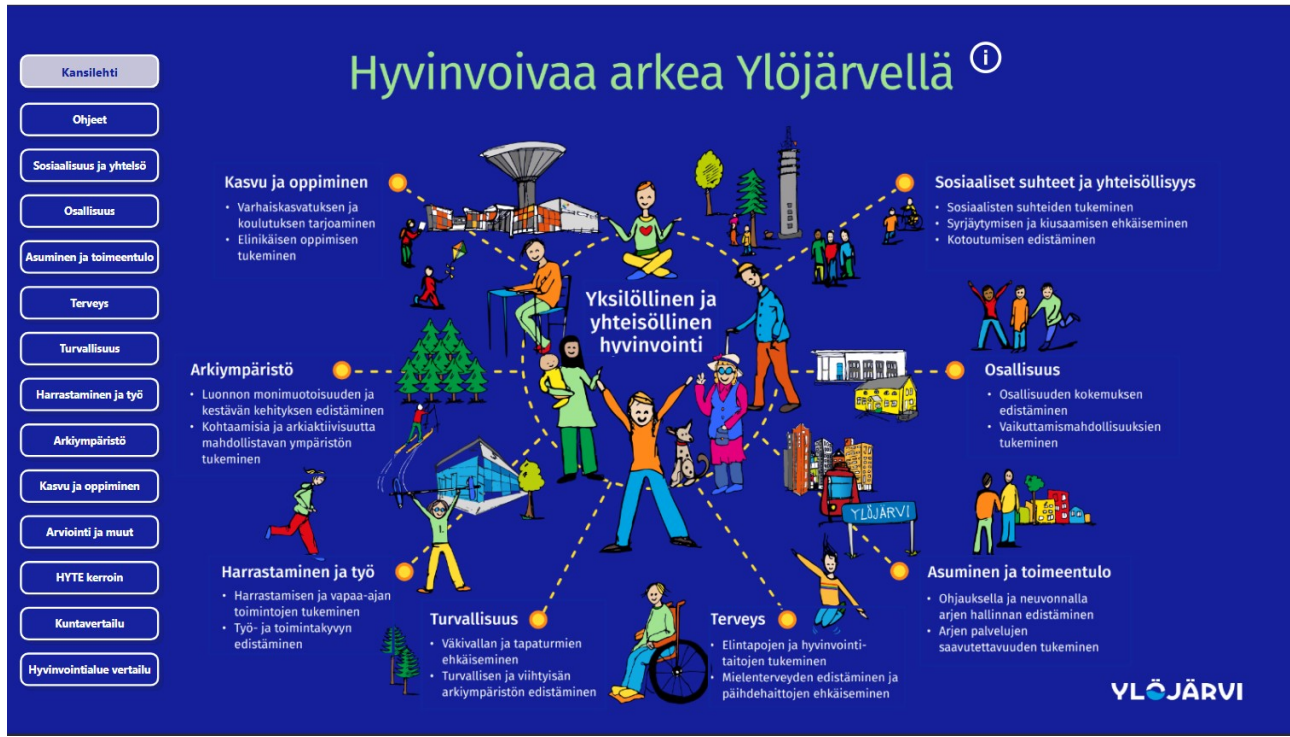 Kansilehti
Ohjeet
Sosiaalisuus ja yhtelsö
Osallisuus
Asuminen ja toimeentulo
Terveys
Turvallisuus
Harrastaminen ja työ
Arkiympäristö
Kasvu ja oppiminen
Arviointi ja muut
HYTE kerroin
Kuntavertailu
Hyvinvointialue vertailu
Hyvinvoivaa arkea Ylöjärvellä
i
Kasvu ja oppiminen
• Varhaiskasvatuksen ja
koulutuksen tarjoaminen
• Elinikäisen oppimisen
tukeminen
Sosiaaliset suhteet ja yhteisöllisyys
• Sosiaalisten suhteiden tukeminen
• Syrjäytymisen ja kiusaamisen ehkäiseminen
• Kotoutumisen edistäminen
Yksilöllinen ja
yhteisöllinen
hyvinvointi
Arkiympäristö
• Luonnon monimuotoisuuden ja
kestävän kehityksen edistäminen
• Kohtaamisia ja arkiaktiivisuutta
mahdollistavan ympäristön
tukeminen
Osallisuus
• Osallisuuden kokemuksen
edistäminen
• Vaikuttamismahdollisuuksien
tukeminen
YLÖJÄRVI
Harrastaminen ja työ
• Harrastamisen ja vapaa-ajan
toimintojen tukeminen
• Työ- ja toimintakyvyn
edistäminen
Turvallisuus
• Väkivallan ja tapaturmien
ehkäiseminen
• Turvallisen ja viihtyisän
arkiympäristön edistäminen
Terveys
• Elintapojen ja hyvinvointi-
taitojen tukeminen
• Mielenterveyden edistäminen ja
päihdehaittojen ehkäiseminen
Asuminen ja toimeentulo
• Ohjauksella ja neuvonnalla
arjen hallinnan edistäminen
• Arjen palvelujen
saavutettavuuden tukeminen
YLÖJÄRVI